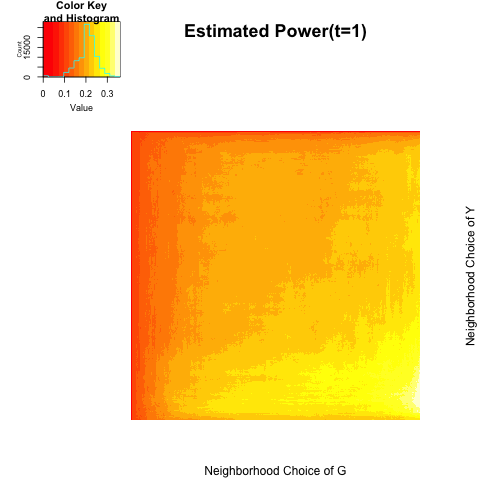 Color Key
and Histogram
Estimated Power(t=1)
Count
0 15000
0 0.1 0.2 0.3
Value
Neighborhood Choice of Y
Neighborhood Choice of G